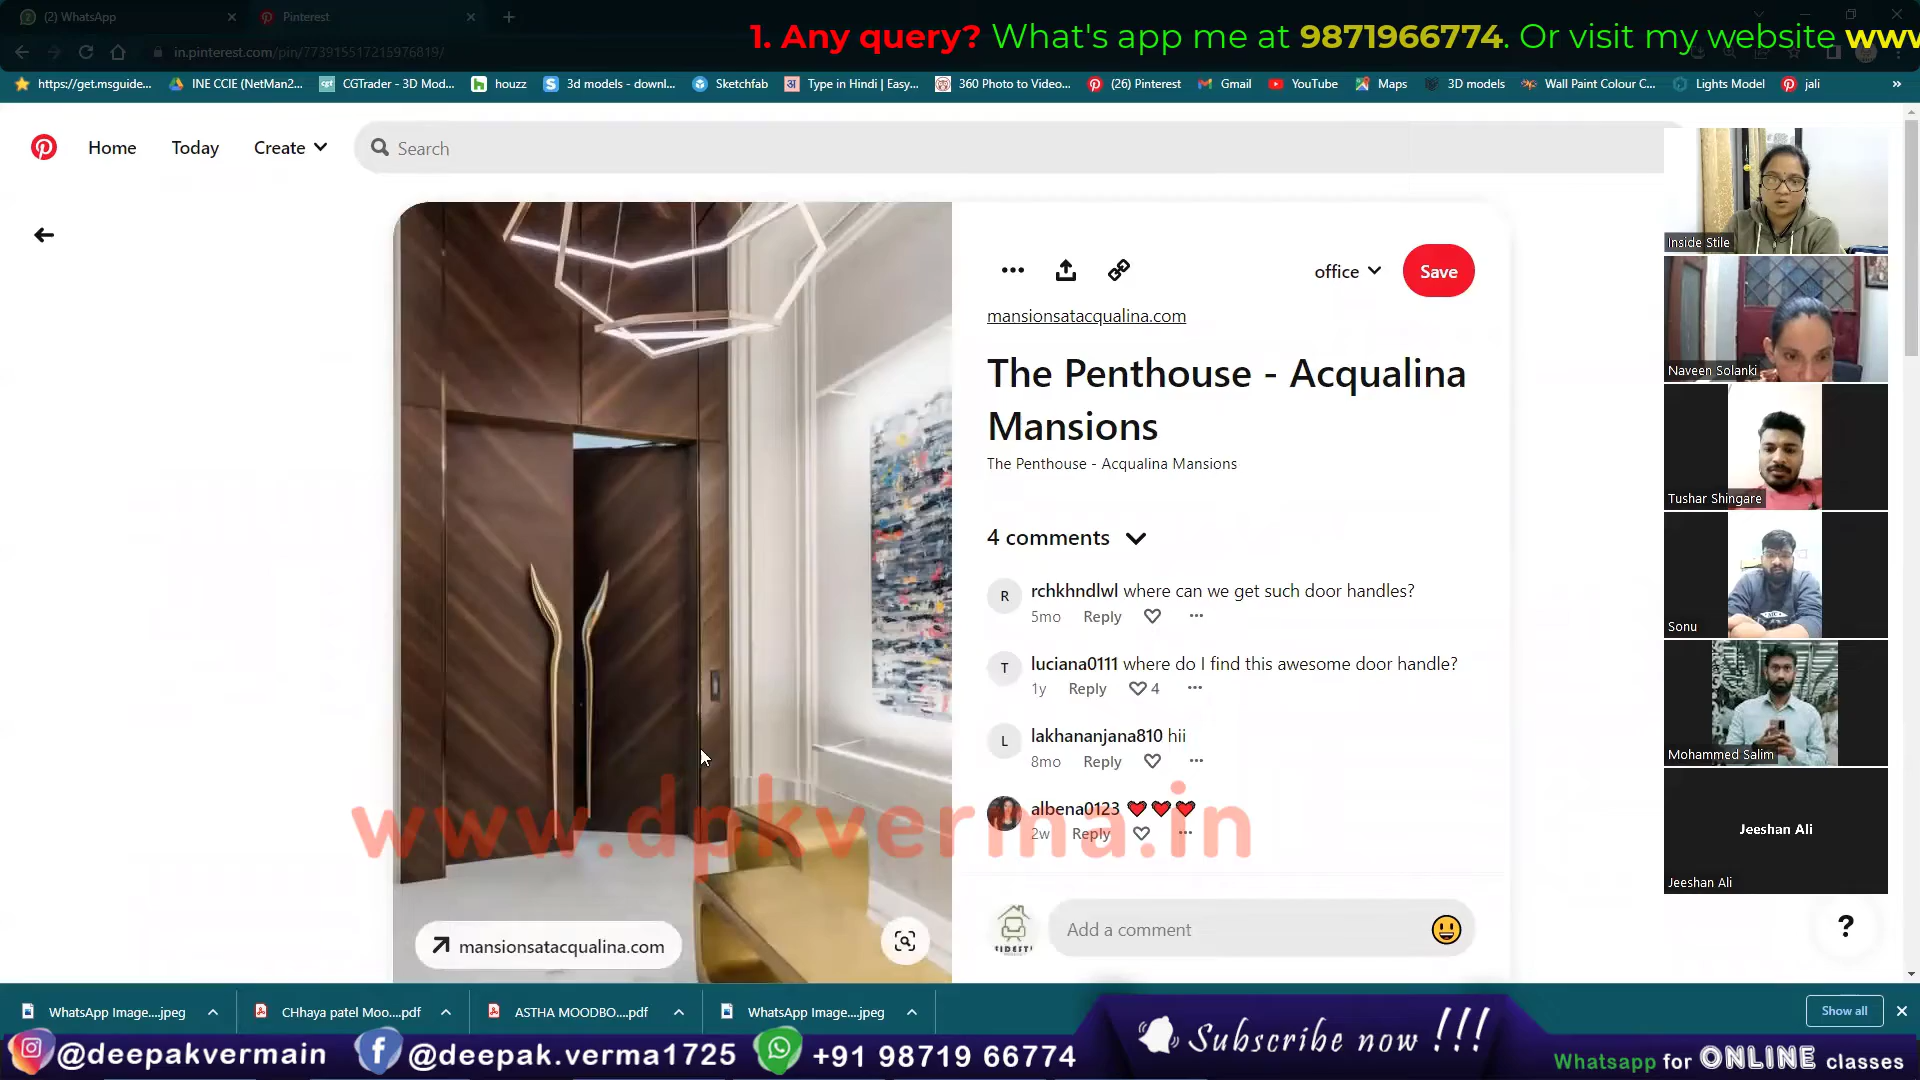 (2) WhatsApp
Pinterest
in.pinterest.com/pin/773915517215976819/
1. Any query? What's app me at 9871966774. Or visit my website www
https://get.msguide...
INE CCIE (NetMan2...
CGTrader - 3D Mod...
houzz
3d models - downl...
Sketchfab
Type in Hindi | Easy...
360 Photo to Video...
(26) Pinterest
Gmail
YouTube
Maps
3D models
Wall Paint Colour C...
Lights Model
jali
Home
Today
Create
Search
office
Save
mansionsatacqualina.com
The Penthouse - Acqualina
Mansions
The Penthouse - Acqualina Mansions
4 comments
R
rchkhndlwl where can we get such door handles?
5mo Reply
T
luciana0111 where do I find this awesome door handle?
1y Reply 4
L
lakhananjana810 hii
8mo Reply
albena0123 ❤️❤️❤️
2w Reply
www.dpkverma.in
Add a comment
mansionsatacqualina.com
?
Inside Stile
Naveen Solanki
Tushar Shingare
Sonu
Mohammed Salim
Jeeshan Ali
Jeeshan Ali
WhatsApp Image....jpeg
CHhaya patel Moo....pdf
ASTHA MOODBO....pdf
WhatsApp Image....jpeg
Show all
@deepakvermain
@deepak.verma1725
+91 98719 66774
Subscribe now !!!
Whatsapp for ONLINE classes